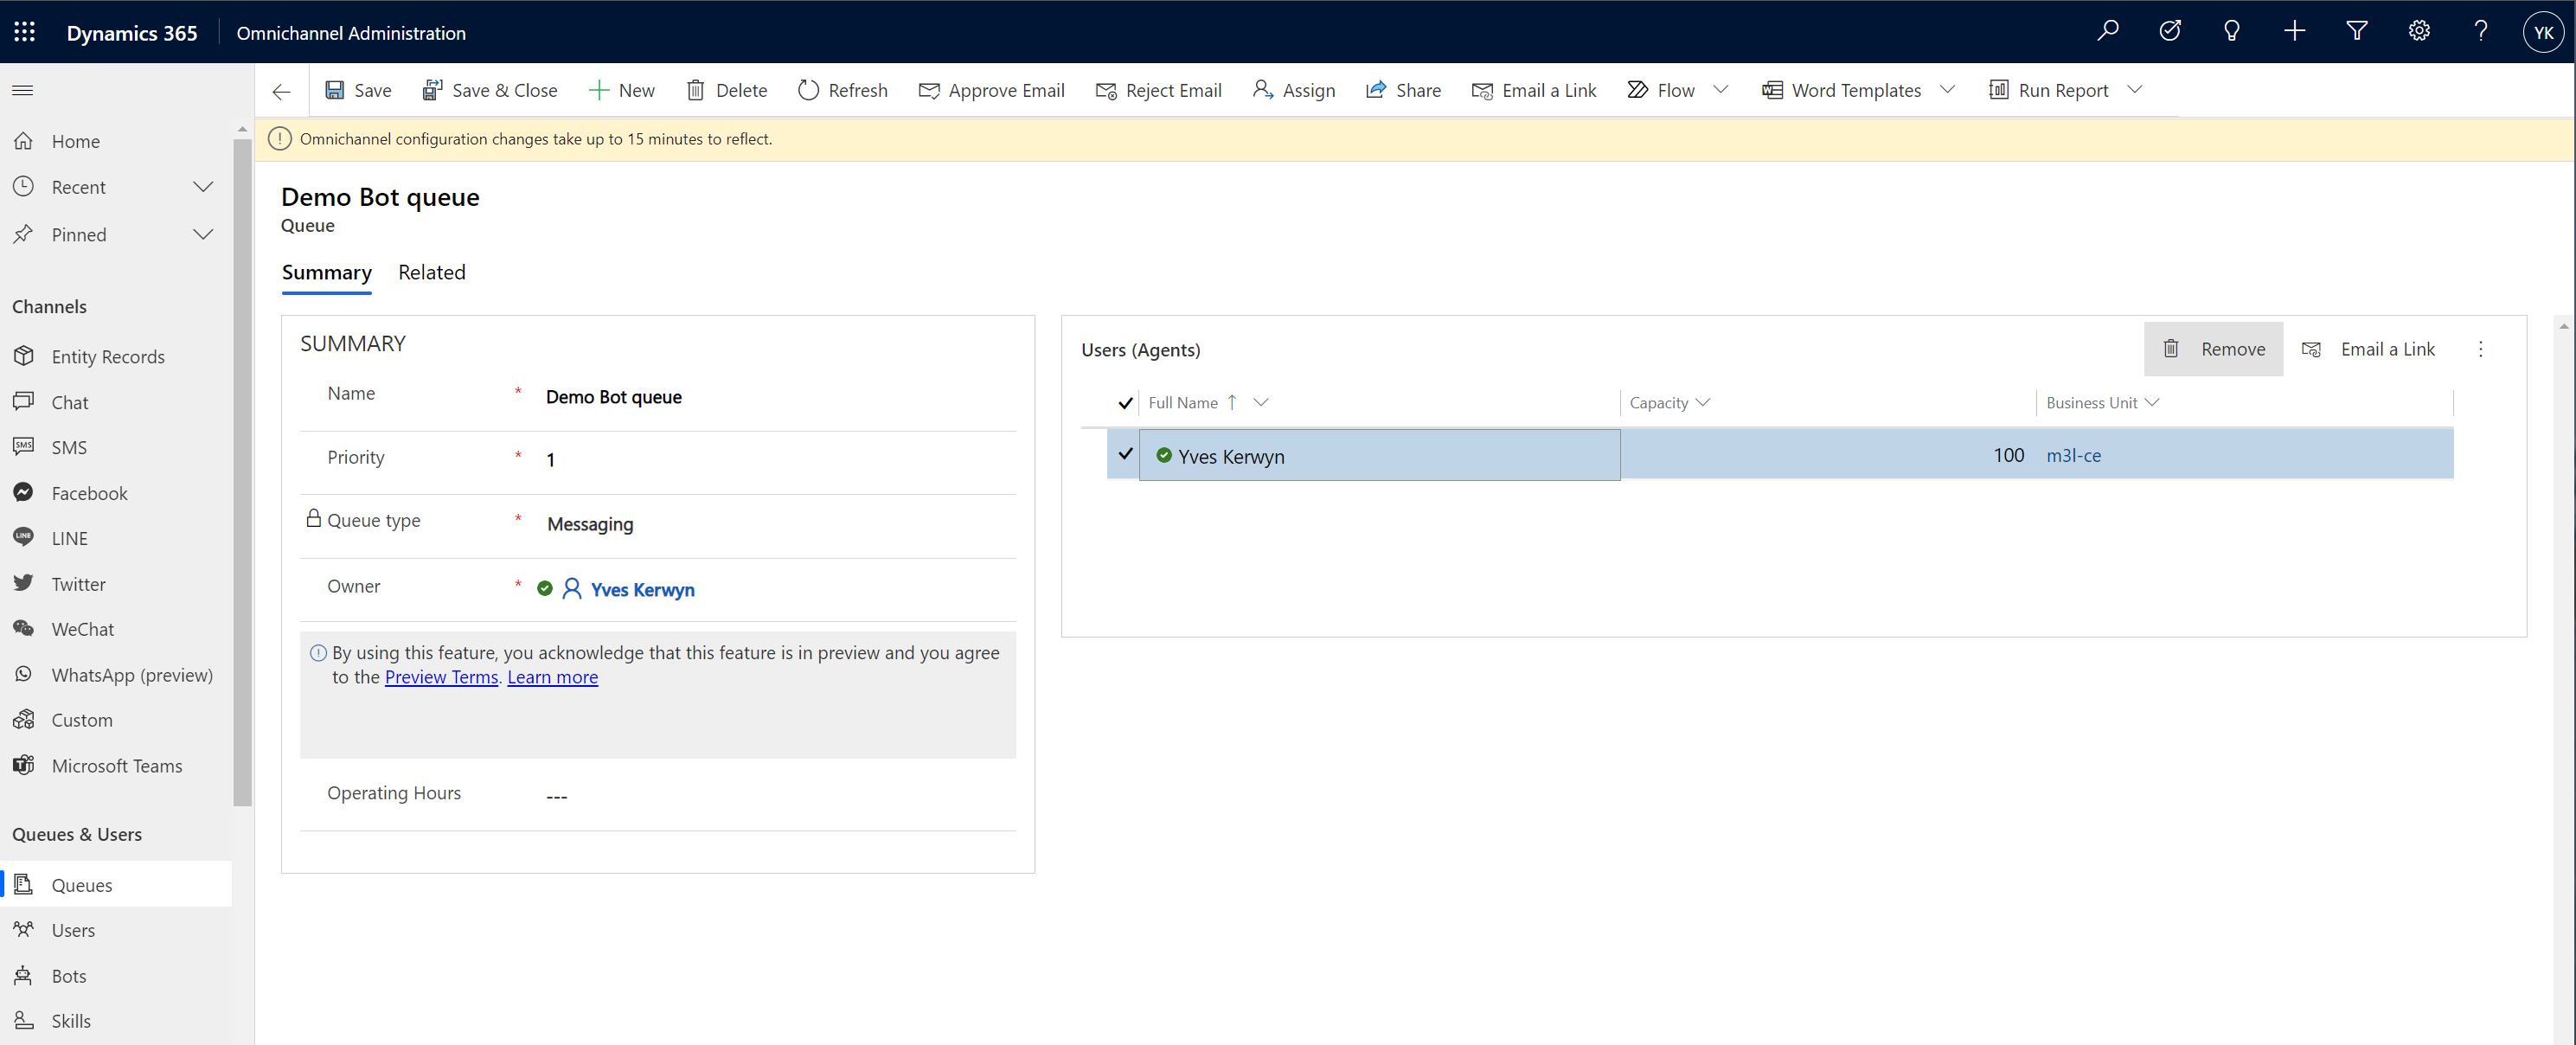 Dynamics 365 Omnichannel Administration YK
Save Save & Close New Delete Refresh Approve Email Reject Email Assign Share Email a Link Flow Word Templates Run Report
Omnichannel configuration changes take up to 15 minutes to reflect.
Home
Recent
Pinned
Channels
Entity Records
Chat
SMS SMS
Facebook
LINE LINE
Twitter
WeChat
WhatsApp (preview)
Custom
Microsoft Teams
Queues & Users
Queues
Users
Bots
Skills
Demo Bot queue
Queue
Summary Related
SUMMARY
Name * Demo Bot queue
Priority * 1
Queue type * Messaging
Owner * Yves Kerwyn
By using this feature, you acknowledge that this feature is in preview and you agree
to the Preview Terms. Learn more
Operating Hours ---
Users (Agents) Remove Email a Link
Full Name ↑ Capacity Business Unit
Yves Kerwyn 100 m3l-ce